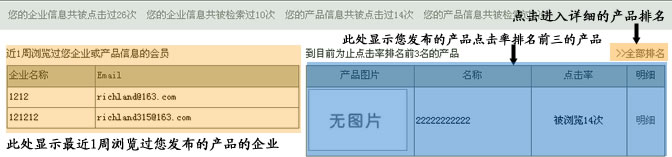 您的企业信息共被点击过26次 您的企业信息共被检索过10次 您的产品信息共被点击过14次 您的产品信息共被检
点击进入详细的产品排名
此处显示您发布的产品点击率排名前三的产品
近1周浏览过您企业或产品信息的会员
到目前为止点击率排名前3名的产品
>>全部排名
企业名称 Email
1212 richland@163.com
121212 richland315@163.com
此处显示最近1周浏览过您发布的产品的企业
产品图片 名称 点击率 明细
无图片 22222222222 被浏览14次 明细